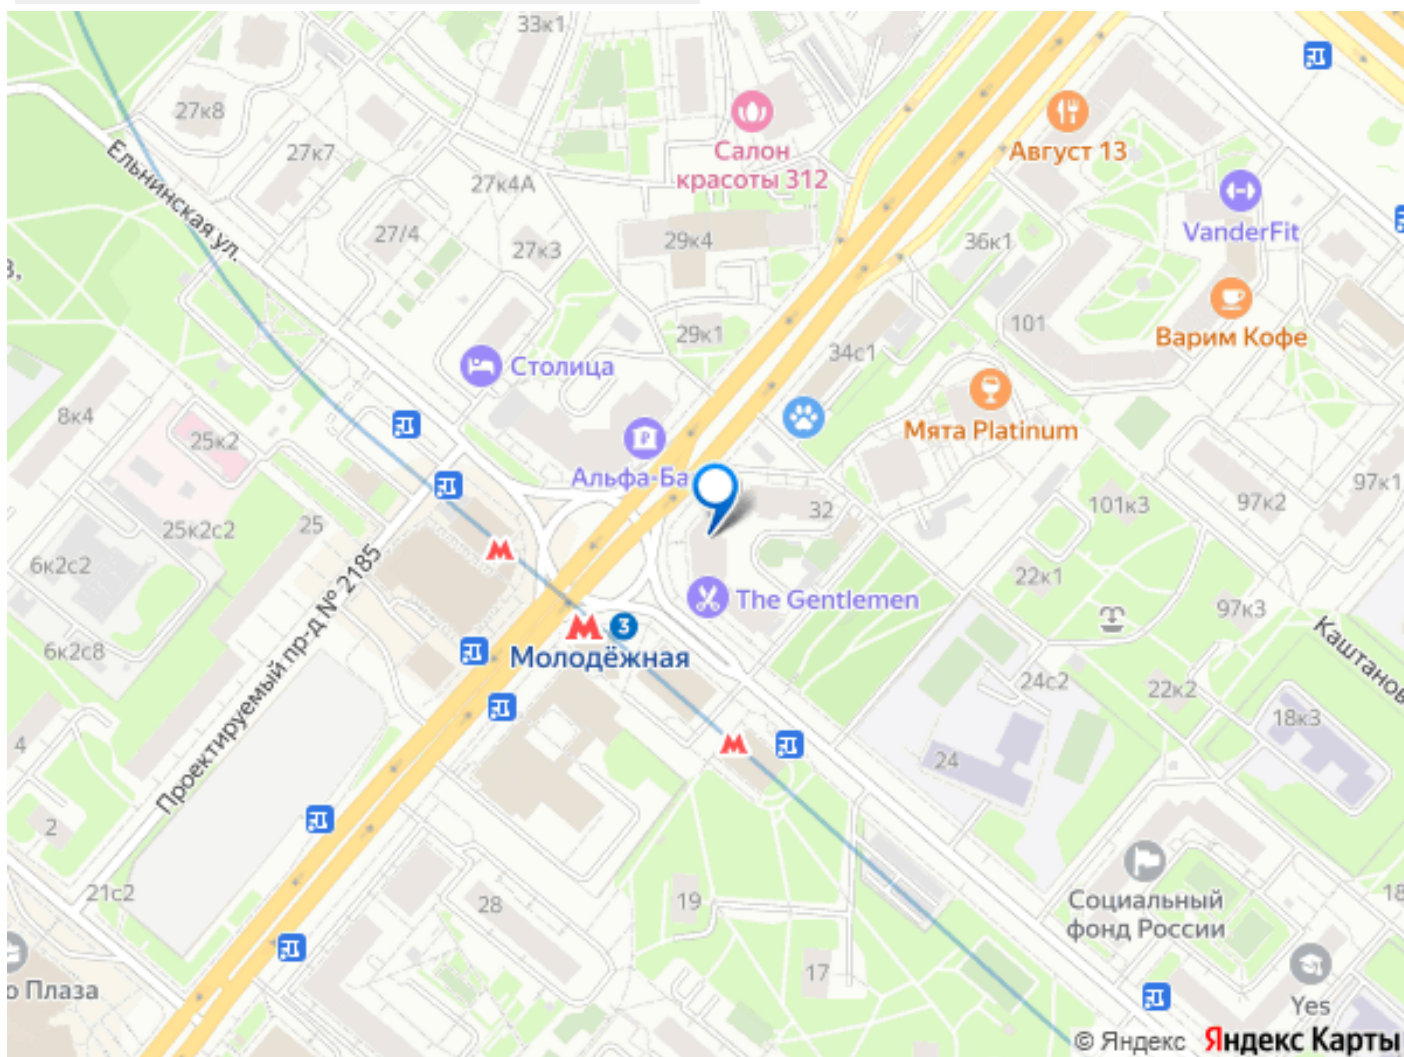 33к1
27к8
Ельнинская ул.
27к7
27к4А
Салон
красоты 312
Август 13
VanderFit
27/4
27к3
29к4
36к1
в,
29к1
34с1
101
Варим Кофе
Столица
Мята Platinum
8к4
25к2
Альфа-Ба
32
101к3
97к2
97к1
25
25к2с2
6к2с2
Проектируемый пр-д № 2185
3
Молодёжная
The Gentlemen
22к1
97к3
Каштанов
6к2с8
24с2
22к2
18к3
4
24
2
21с2
28
19
17
Социальный
фонд России
18
о Плаза
Yes
© Яндекс Яндекс Карты